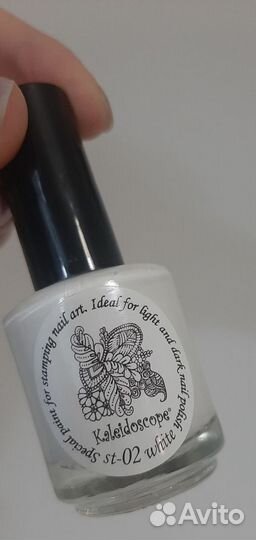 Special paint for stamping nail art. Ideal for light and dark nail polish
Kaleidoscope®
st-02 white
Avito